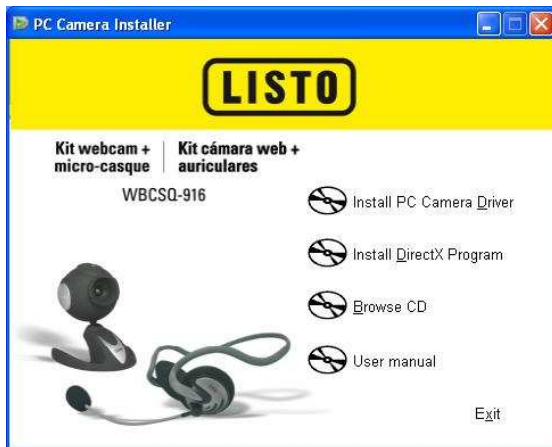 PC Camera Installer
LISTO
Kit webcam +
micro-casque
Kit cámara web +
auriculares
WBCSQ-916
Install PC Camera Driver
Install DirectX Program
Browse CD
User manual
Exit